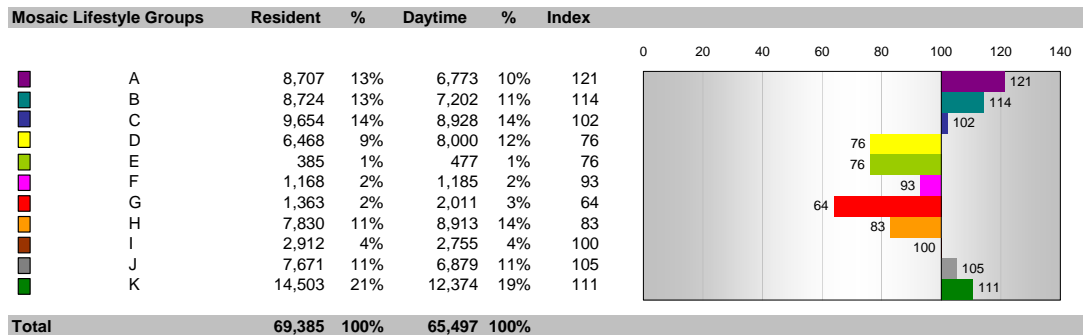 Mosaic Lifestyle Groups Resident % Daytime % Index
0 20 40 60 80 100 120 140
A 8,707 13% 6,773 10% 121 121
B 8,724 13% 7,202 11% 114 114
C 9,654 14% 8,928 14% 102 102
D 6,468 9% 8,000 12% 76 76
E 385 1% 477 1% 76 76
F 1,168 2% 1,185 2% 93 93
G 1,363 2% 2,011 3% 64 64
H 7,830 11% 8,913 14% 83 83
I 2,912 4% 2,755 4% 100 100
J 7,671 11% 6,879 11% 105 105
K 14,503 21% 12,374 19% 111 111
Total 69,385 100% 65,497 100%